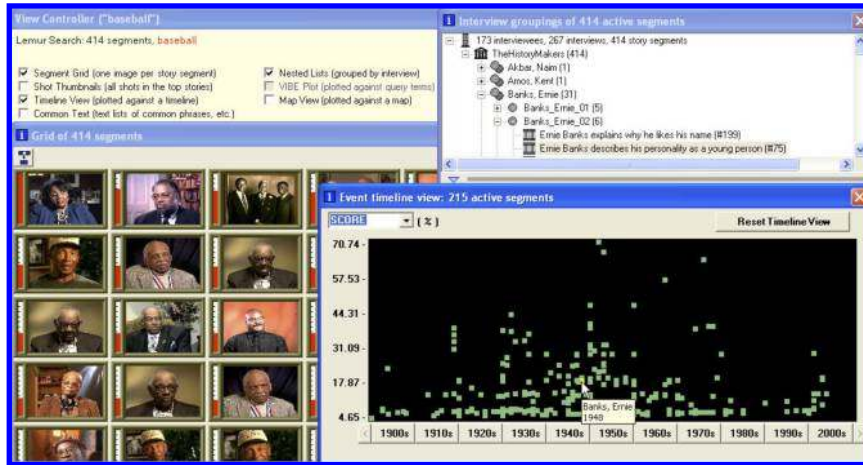 View Controller ("baseball")
Lemur Search: 414 segments, baseball
Segment Grid (one image per story segment)
Shot Thumbnails (all shots in the top stories)
Timeline View (plotted against a timeline)
Common Text (text lists of common phrases, etc.)
Nested Lists (grouped by interview)
VIBE Plot (plotted against query terms)
Map View (plotted against a map)
Interview groupings of 414 active segments
173 interviewees, 267 interviews, 414 story segments
TheHistoryMakers (414)
Akbar, Naim (1)
Amos, Kent (1)
Banks, Ernie (31)
Banks_Ernie_01 (5)
Banks_Ernie_02 (6)
Ernie Banks explains why he likes his name (#199)
Ernie Banks describes his personality as a young person (#75)
Grid of 414 segments
Event timeline view: 215 active segments
SCORE
( % )
Reset Timeline View
70.74
57.53
44.31
31.09
17.87
4.65
Banks, Ernie
1940
1900s 1910s 1920s 1930s 1940s 1950s 1960s 1970s 1980s 1990s 2000s